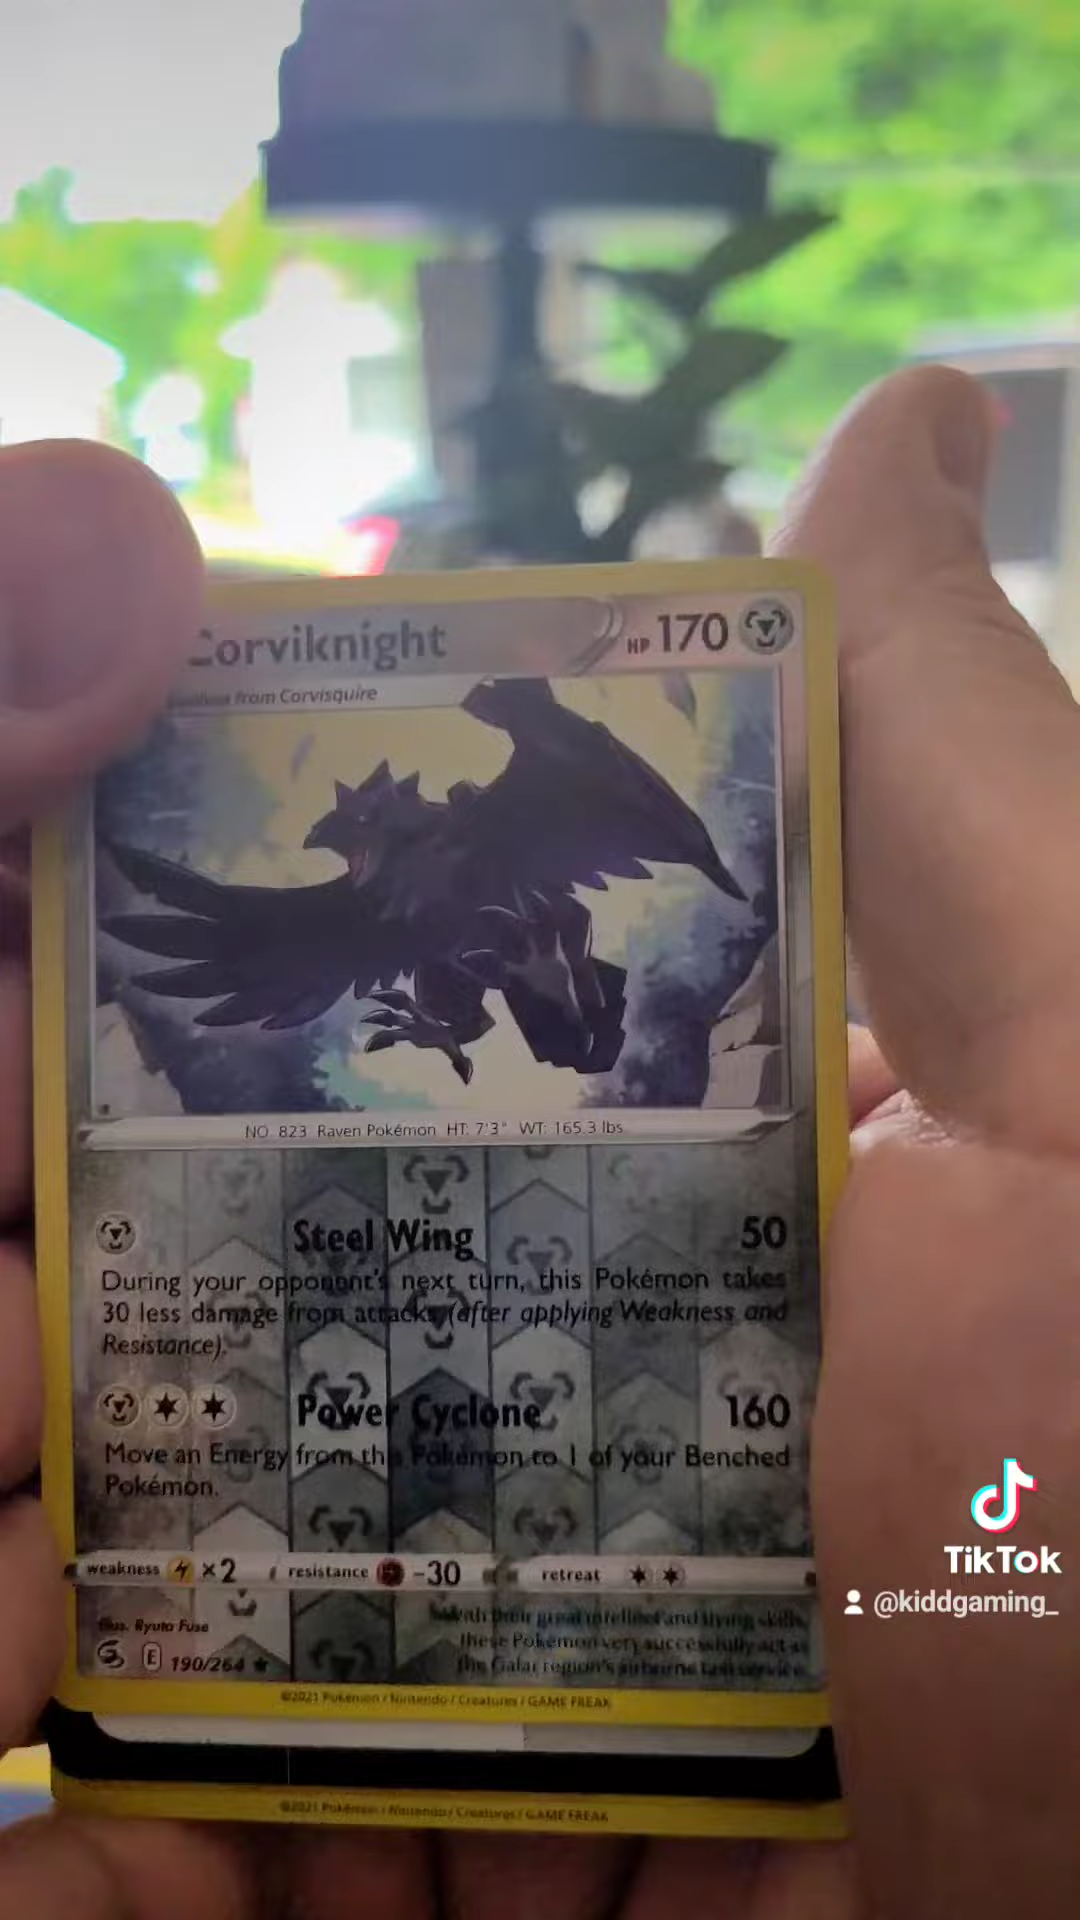 Corviknight HP 170
from Corvisquire
NO. 823 Raven Pokémon HT: 7'3" WT: 165.3 lbs.
Steel Wing 50
During your opponent's next turn, this Pokémon takes
30 less damage from attacks (after applying Weakness and
Resistance).
Power Cyclone 160
Move an Energy from this Pokémon to 1 of your Benched
Pokémon.
weakness ×2 resistance -30 retreat
Illus. Ryuta Fuse
E 190/264
With their great intellect and flying skills,
these Pokémon very successfully act as
the Galar region's airborne taxi service.
©2021 Pokémon / Nintendo / Creatures / GAME FREAK
©2021 Pokémon / Nintendo / Creatures / GAME FREAK
TikTok
@kiddgaming_